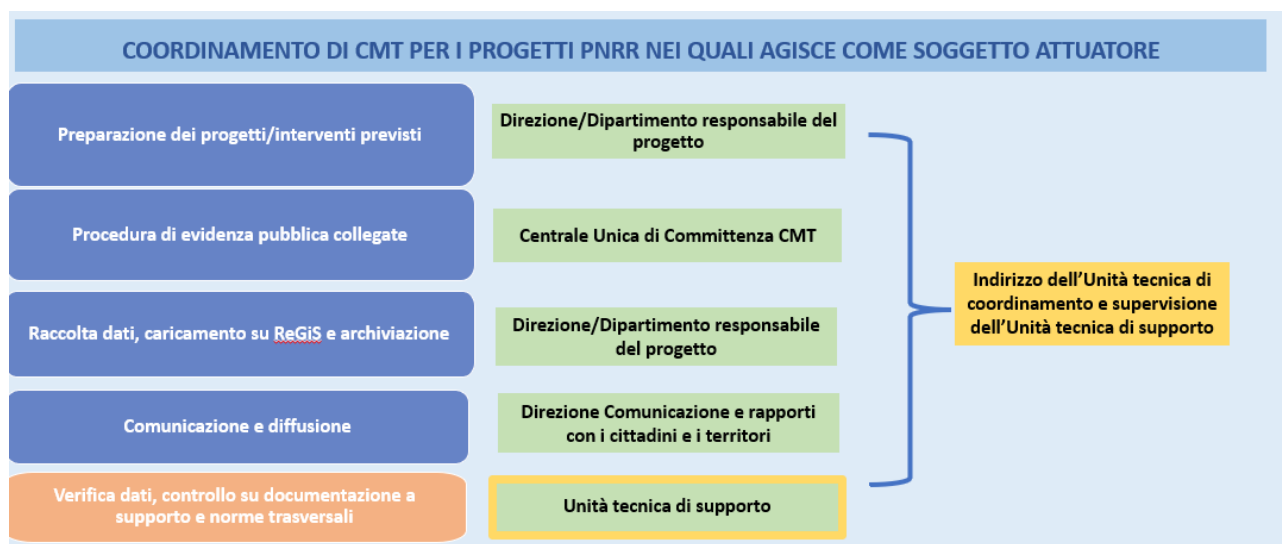 COORDINAMENTO DI CMT PER I PROGETTI PNRR NEI QUALI AGISCE COME SOGGETTO ATTUATORE
Preparazione dei progetti/interventi previsti
Direzione/Dipartimento responsabile del
progetto
Procedura di evidenza pubblica collegate
Centrale Unica di Committenza CMT
Indirizzo dell'Unità tecnica di
coordinamento e supervisione
dell'Unità tecnica di supporto
Raccolta dati, caricamento su ReGiS e archiviazione
Direzione/Dipartimento responsabile
del progetto
Comunicazione e diffusione
Direzione Comunicazione e rapporti
con i cittadini e i territori
Verifica dati, controllo su documentazione a
supporto e norme trasversali
Unità tecnica di supporto